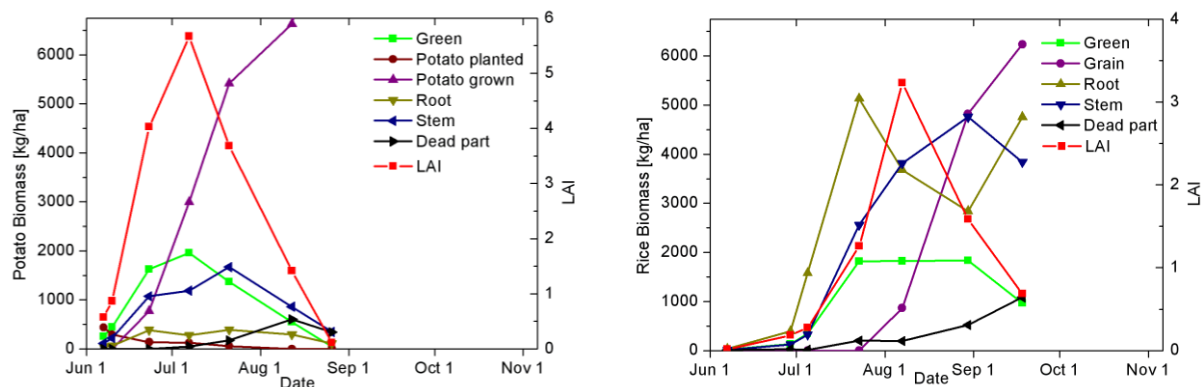 6000
5000
4000
3000
2000
1000
0
Potato Biomass [kg/ha]
Jun 1
Jul 1
Aug 1
Sep 1
Oct 1
Nov 1
Date
6
5
4
3
2
1
0
LAI
Green
Potato planted
Potato grown
Root
Stem
Dead part
LAI
6000
5000
4000
3000
2000
1000
0
Rice Biomass [kg/ha]
Jun 1
Jul 1
Aug 1
Sep 1
Oct 1
Nov 1
Date
4
3
2
1
0
LAI
Green
Grain
Root
Stem
Dead part
LAI